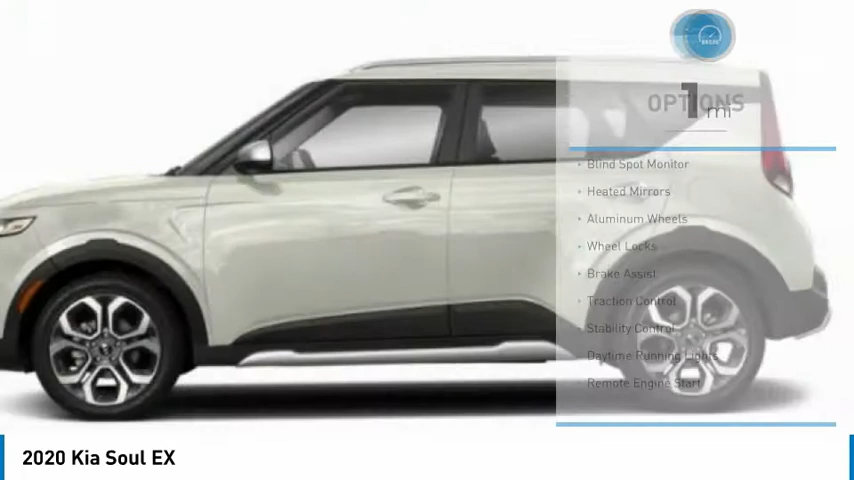 OPTIONS
1 mi
Blind Spot Monitor
Heated Mirrors
Aluminum Wheels
Wheel Locks
Brake Assist
Traction Control
Stability Control
Daytime Running Lights
Remote Engine Start
2020 Kia Soul EX